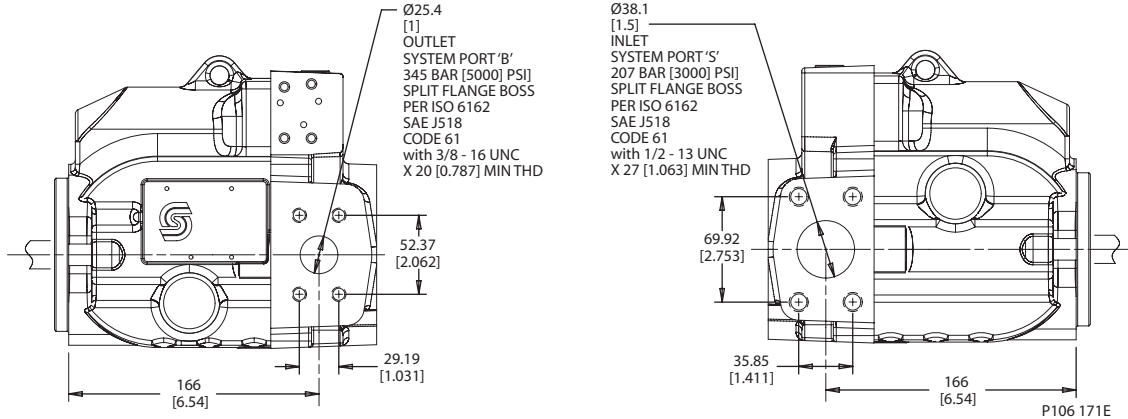 Ø25.4
[1]
OUTLET
SYSTEM PORT 'B'
345 BAR [5000] PSI]
SPLIT FLANGE BOSS
PER ISO 6162
SAE J518
CODE 61
with 3/8 - 16 UNC
X 20 [0.787] MIN THD
52.37
[2.062]
29.19
[1.031]
166
[6.54]
Ø38.1
[1.5]
INLET
SYSTEM PORT 'S'
207 BAR [3000] PSI]
SPLIT FLANGE BOSS
PER ISO 6162
SAE J518
CODE 61
with 1/2 - 13 UNC
X 27 [1.063] MIN THD
69.92
[2.753]
35.85
[1.411]
166
[6.54]
P106 171E